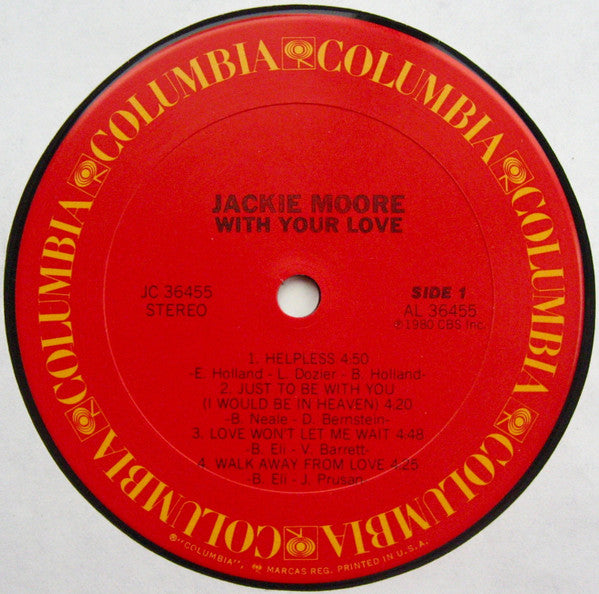 COLUMBIA COLUMBIA COLUMBIA COLUMBIA COLUMBIA COLUMBIA
JACKIE MOORE
WITH YOUR LOVE
JC 36455
STEREO
SIDE 1
AL 36455
℗1980 CBS Inc.
1. HELPLESS 4:50
-E. Holland - L. Dozier - B. Holland-
2. JUST TO BE WITH YOU
(I WOULD BE IN HEAVEN) 4:20
-B. Neale - D. Bernstein-
3. LOVE WON'T LET ME WAIT 4:48
-B. Eli - V. Barrett-
4. WALK AWAY FROM LOVE 4:25
-B. Eli - J. Prusan-
®"COLUMBIA", MARCAS REG. PRINTED IN U.S.A.